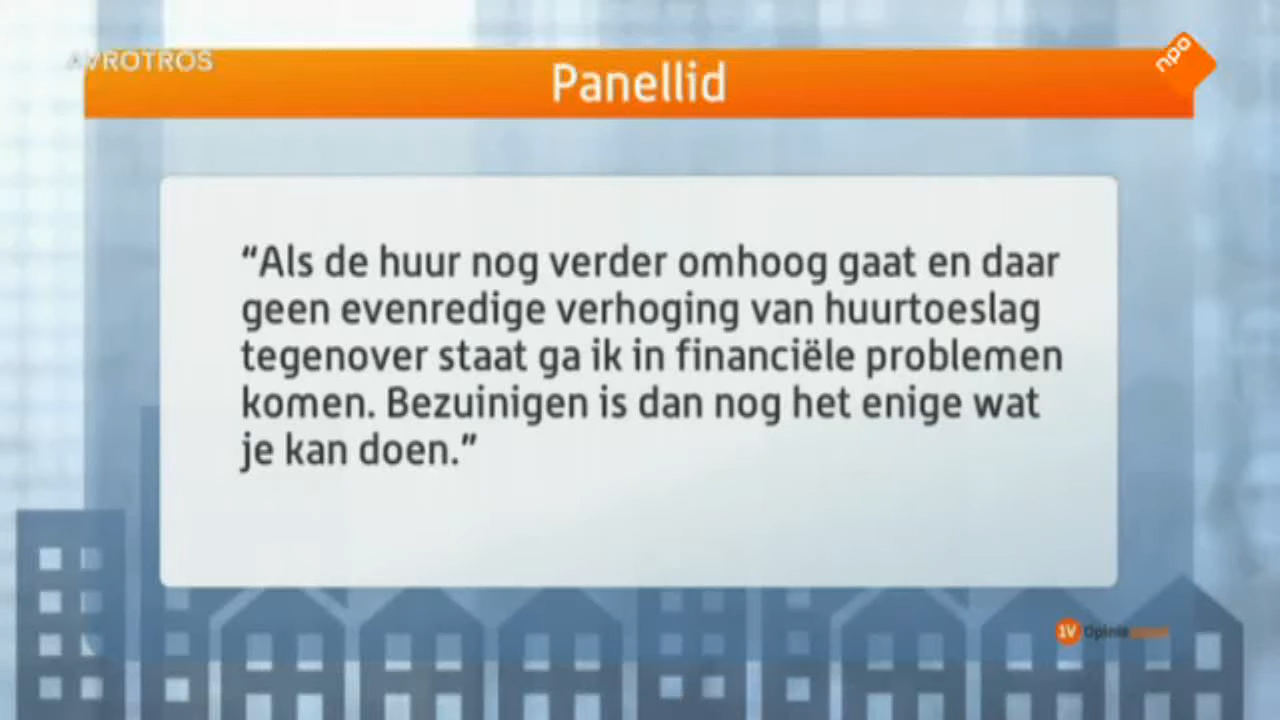 AVROTROS
npo
Panellid
“Als de huur nog verder omhoog gaat en daar
geen evenredige verhoging van huurtoeslag
tegenover staat ga ik in financiële problemen
komen. Bezuinigen is dan nog het enige wat
je kan doen.”
1V Opiniepanel